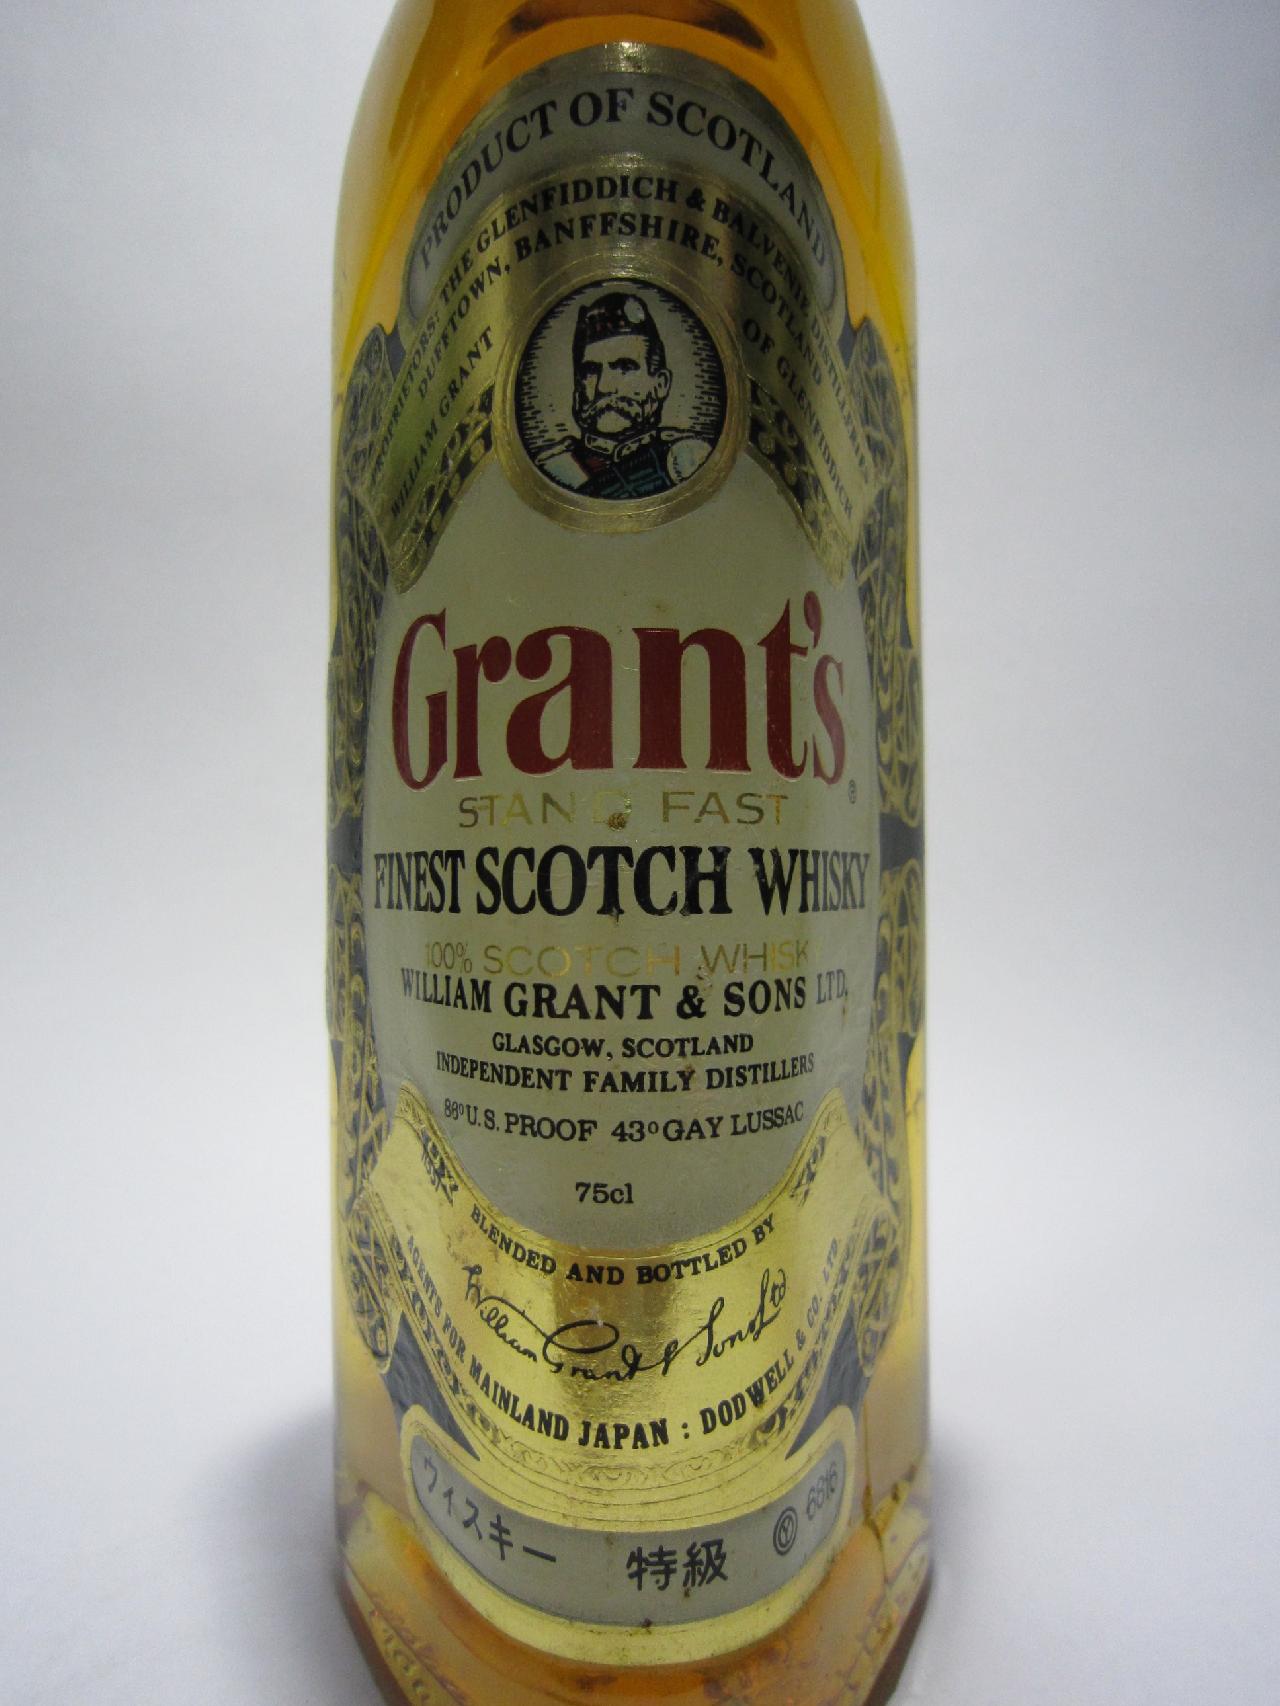 PRODUCT OF SCOTLAND
PROPRIETORS: THE GLENFIDDICH & BALVENIE DISTILLERIES
DUFFTOWN, BANFFSHIRE, SCOTLAND
WILLIAM GRANT OF GLENFIDDICH
Grant's®
STAND FAST
FINEST SCOTCH WHISKY
100% SCOTCH WHISKY
WILLIAM GRANT & SONS LTD.
GLASGOW, SCOTLAND
INDEPENDENT FAMILY DISTILLERS
86° U.S. PROOF 43° GAY LUSSAC
75cl
BLENDED AND BOTTLED BY
William Grant & Sons Ltd
AGENTS FOR MAINLAND JAPAN : DODWELL & CO. LTD.
ウィスキー 特級 Ⓨ 6816